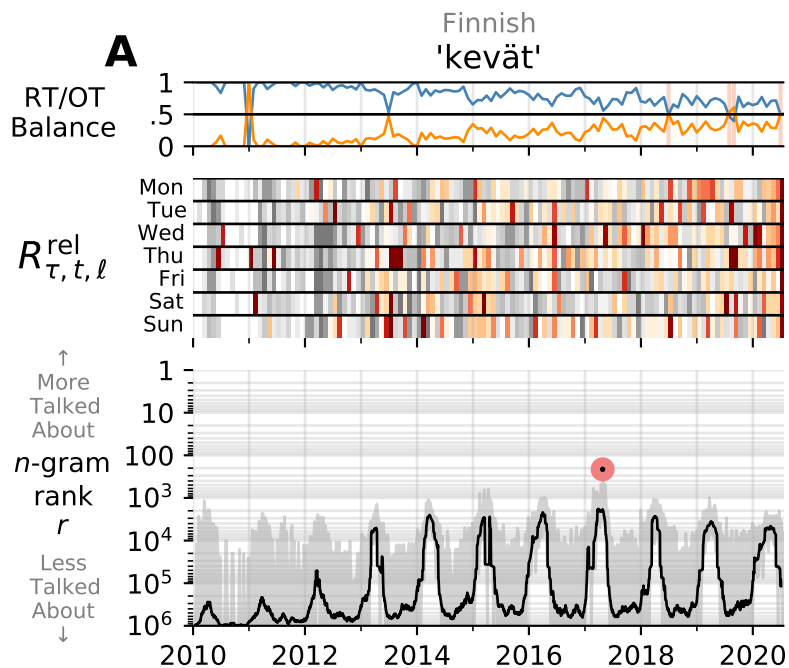 A
Finnish
'kevät'
RT/OT
Balance
1
.5
0
R^rel_τ, t, ℓ
Mon
Tue
Wed
Thu
Fri
Sat
Sun
↑
More
Talked
About
n-gram
rank
r
Less
Talked
About
↓
1
10
100
10³
10⁴
10⁵
10⁶
2010 2012 2014 2016 2018 2020